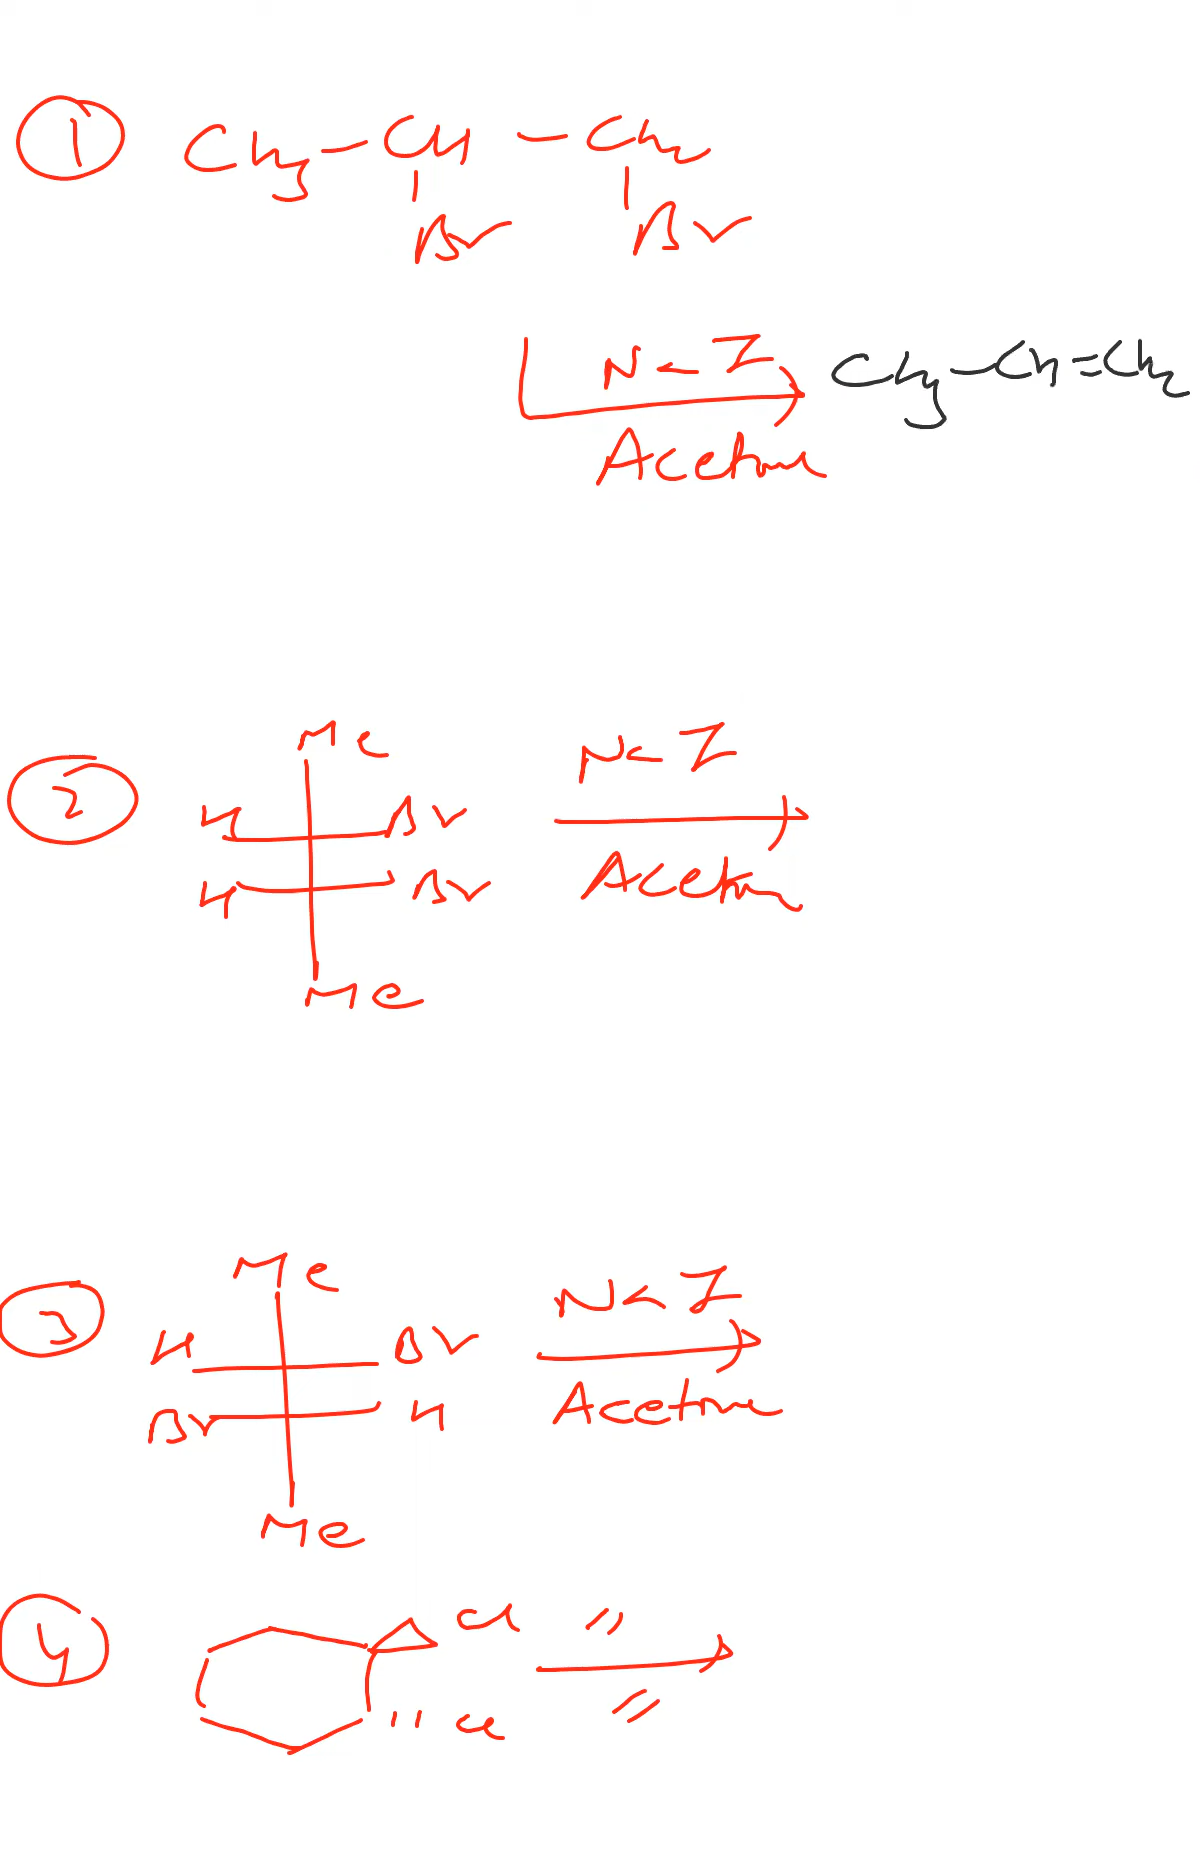 ① CH3 - CH - CH2
Br Br
NaI
Acetone
CH3 - CH = CH2
② Me
H Br
H Br
Me
NaI
Acetone
③ Me
H Br
Br H
Me
NaI
Acetone
④ Cl "
"Cl "